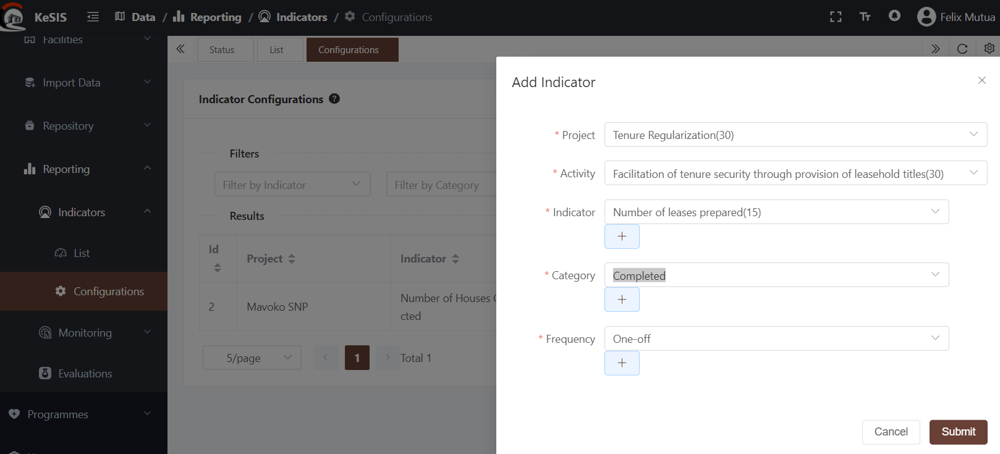 KeSIS
Data / Reporting / Indicators / Configurations
Felix Mutua
Facilities
Import Data
Repository
Reporting
Indicators
List
Configurations
Monitoring
Evaluations
Programmes
Status
List
Configurations
Indicator Configurations ?
Filters
Filter by Indicator
Filter by Category
Results
Id
Project
Indicator
2
Mavoko SNP
Number of Houses
cted
5/page
1
Total 1
Add Indicator
* Project
Tenure Regularization(30)
* Activity
Facilitation of tenure security through provision of leasehold titles(30)
* Indicator
Number of leases prepared(15)
+
* Category
Completed
+
* Frequency
One-off
+
Cancel
Submit